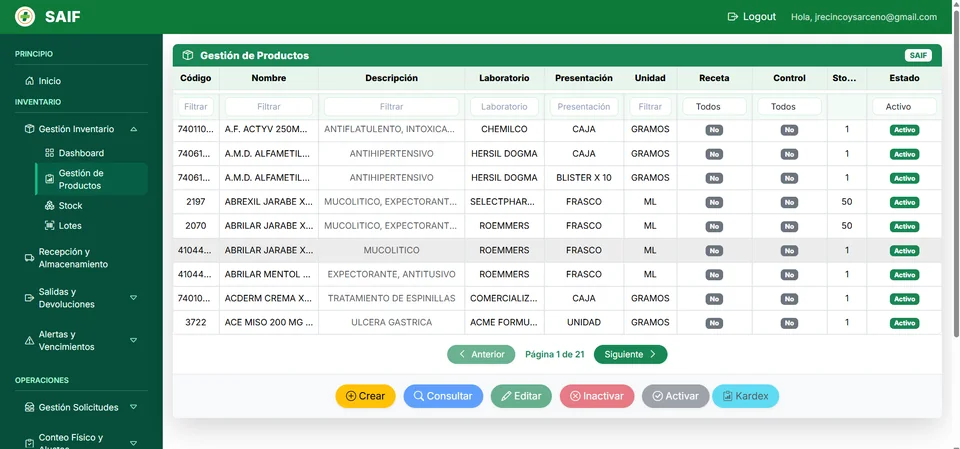 SAIF
Logout
Hola, jrecincoysarceno@gmail.com
PRINCIPIO
Inicio
INVENTARIO
Gestión Inventario
Dashboard
Gestión de
Productos
Stock
Lotes
Recepción y
Almacenamiento
Salidas y
Devoluciones
Alertas y
Vencimientos
OPERACIONES
Gestión Solicitudes
Conteo Físico y
Ajustes
Gestión de Productos
SAIF
Código Nombre Descripción Laboratorio Presentación Unidad Receta Control Sto... Estado
Filtrar Filtrar Filtrar Laboratorio Presentación Filtrar Todos Todos Activo
740110... A.F. ACTYV 250M... ANTIFLATULENTO, INTOXICA... CHEMILCO CAJA GRAMOS No No 1 Activo
74061... A.M.D. ALFAMETIL... ANTIHIPERTENSIVO HERSIL DOGMA CAJA GRAMOS No No 1 Activo
74061... A.M.D. ALFAMETIL... ANTIHIPERTENSIVO HERSIL DOGMA BLISTER X 10 GRAMOS No No 1 Activo
2197 ABREXIL JARABE X... MUCOLITICO, EXPECTORANT... SELECTPHAR... FRASCO ML No No 50 Activo
2070 ABRILAR JARABE X... MUCOLITICO, EXPECTORANT... ROEMMERS FRASCO ML No No 50 Activo
41044... ABRILAR JARABE X... MUCOLITICO ROEMMERS FRASCO ML No No 1 Activo
41044... ABRILAR MENTOL ... EXPECTORANTE, ANTITUSIVO ROEMMERS FRASCO ML No No 1 Activo
74010... ACDERM CREMA X... TRATAMIENTO DE ESPINILLAS COMERCIALIZ... CAJA GRAMOS No No 1 Activo
3722 ACE MISO 200 MG ... ULCERA GASTRICA ACME FORMU... UNIDAD GRAMOS No No 1 Activo
Anterior Página 1 de 21 Siguiente
Crear Consultar Editar Inactivar Activar Kardex